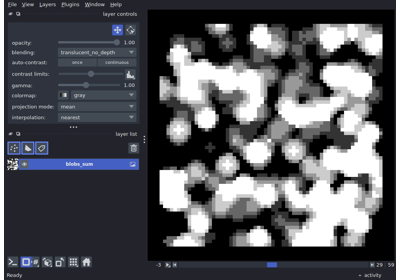 File View Layers Plugins Window Help
layer controls
opacity: 1.00
blending: translucent_no_depth
auto-contrast: once continuous
contrast limits:
gamma: 1.00
colormap: gray
projection mode: mean
interpolation: nearest
layer list
blobs_sum
-3 29 59
Ready activity